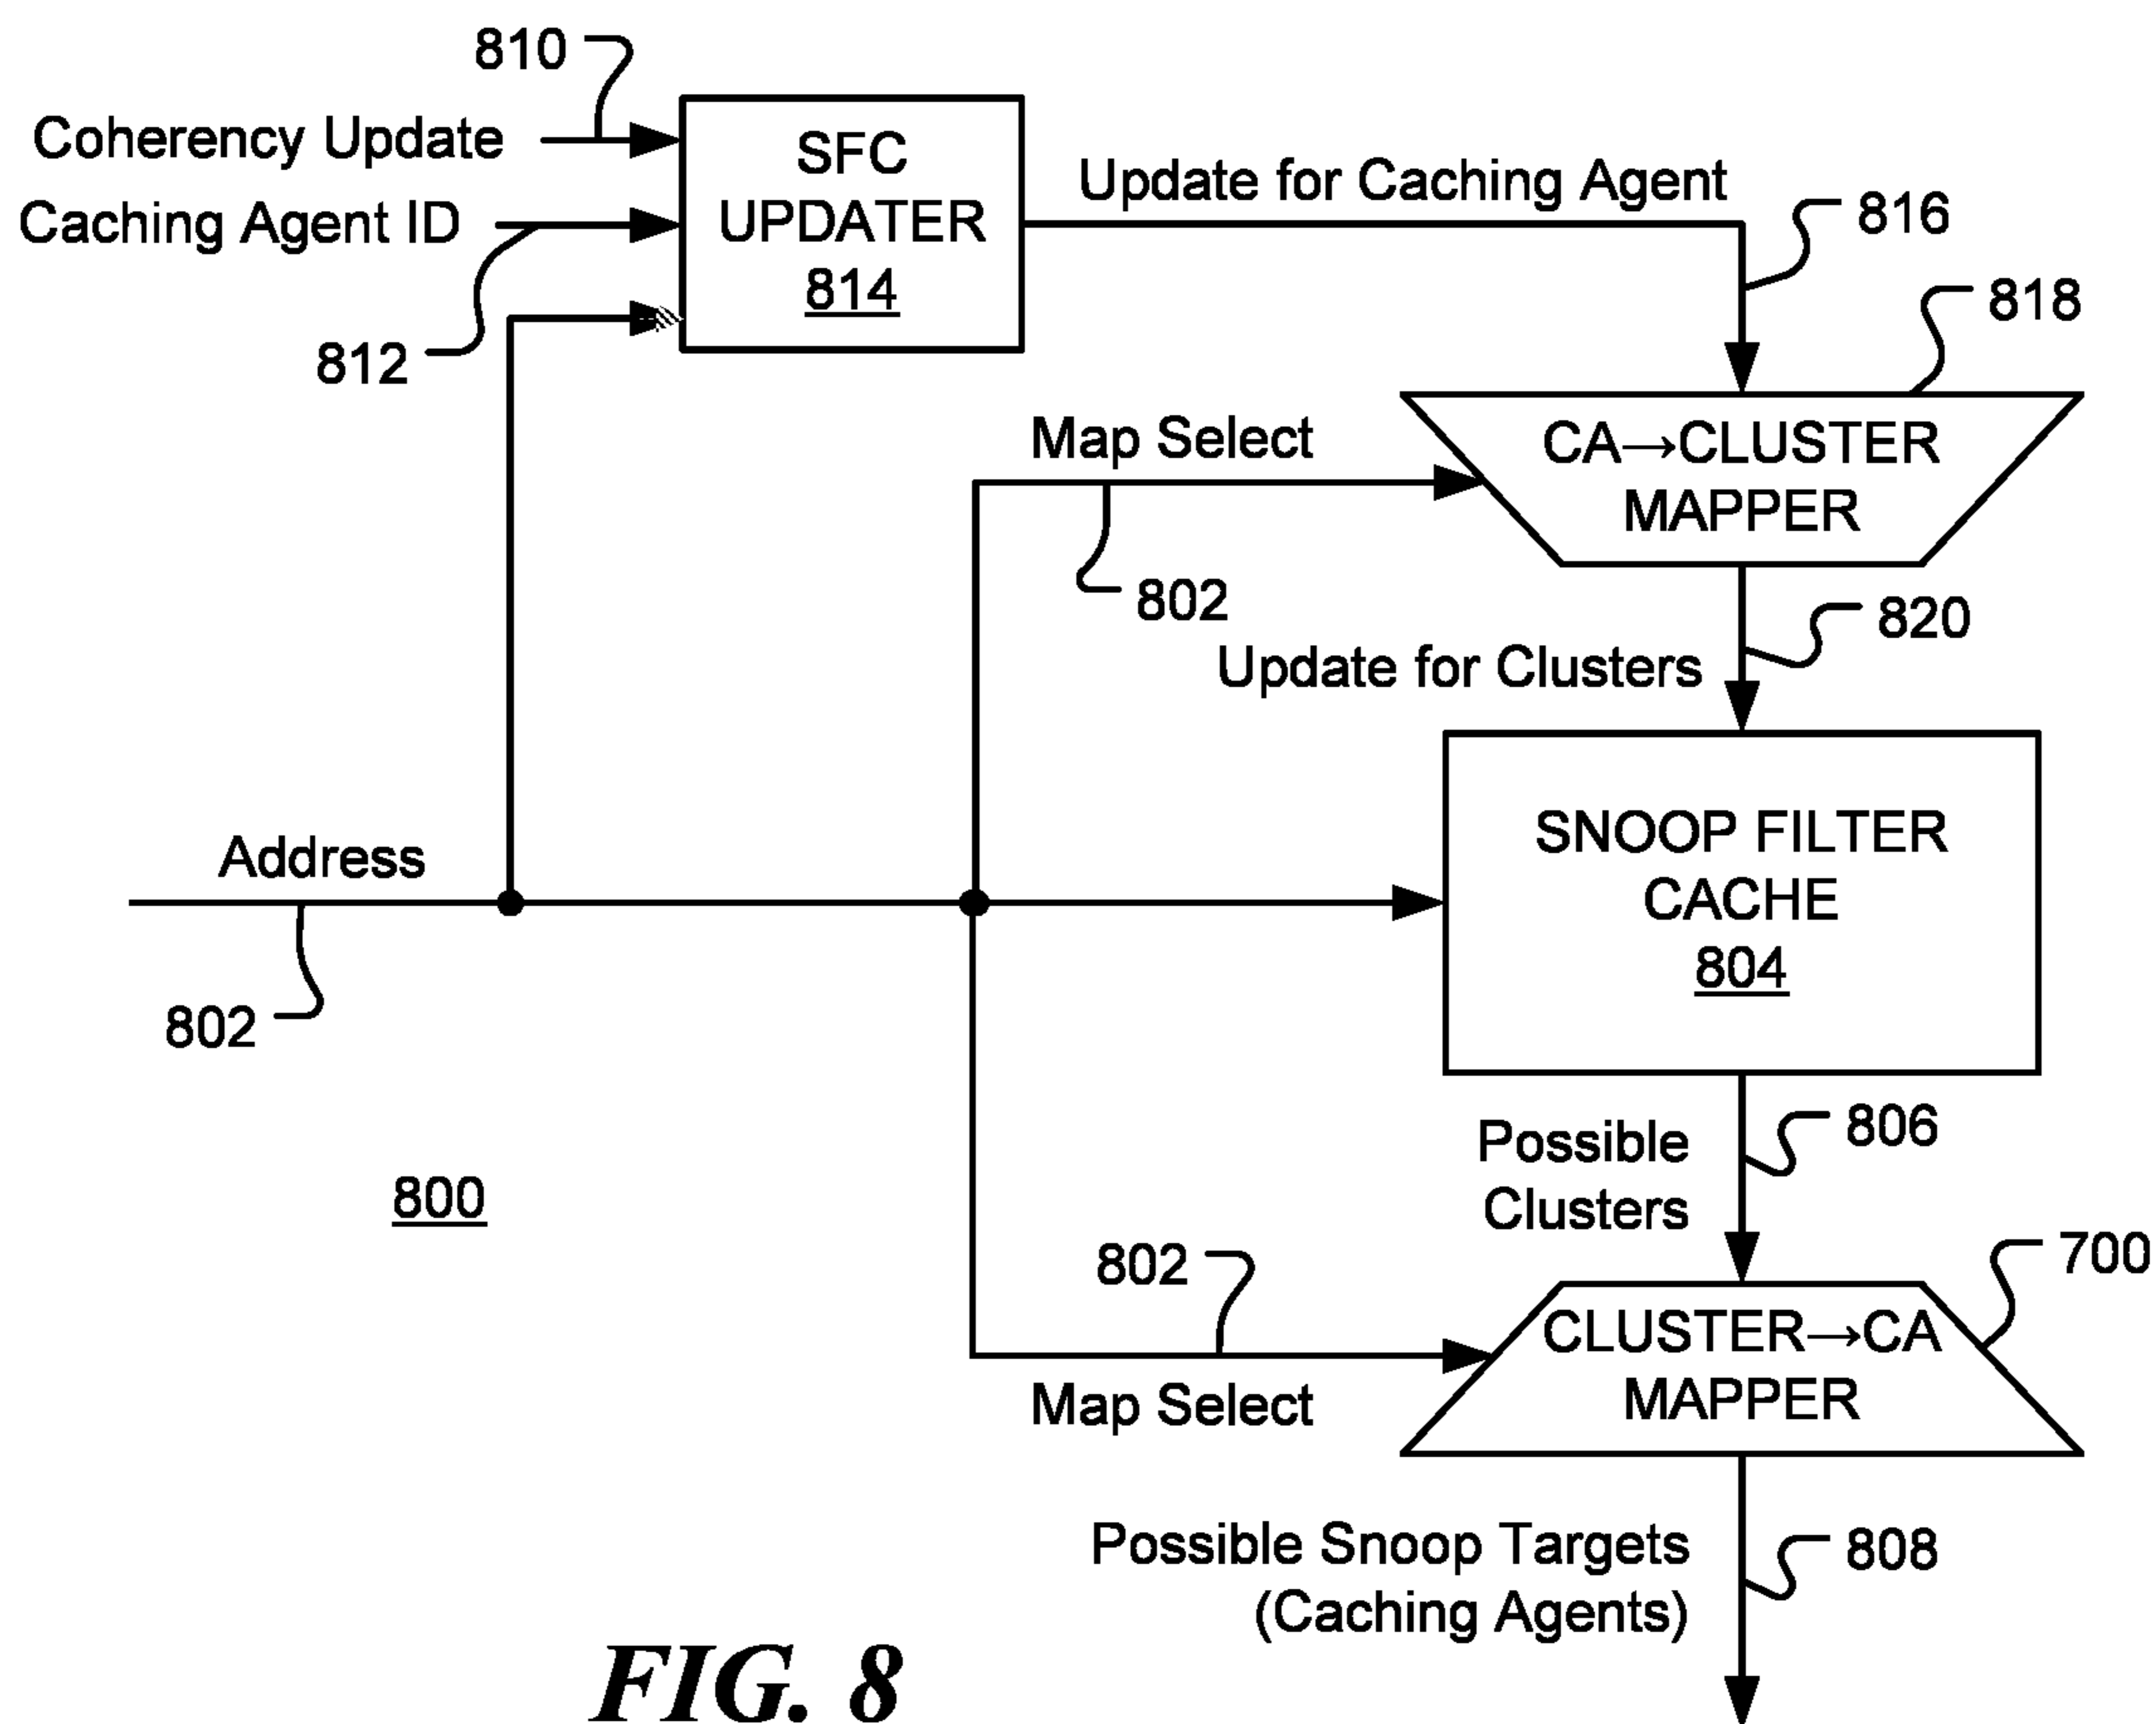 810
Coherency Update
Caching Agent ID
812
SFC
UPDATER
814
Update for Caching Agent
816
818
Map Select
802
CA→CLUSTER
MAPPER
820
Update for Clusters
Address
802
SNOOP FILTER
CACHE
804
800
Possible
Clusters
806
802
Map Select
700
CLUSTER→CA
MAPPER
Possible Snoop Targets
(Caching Agents)
808
FIG. 8